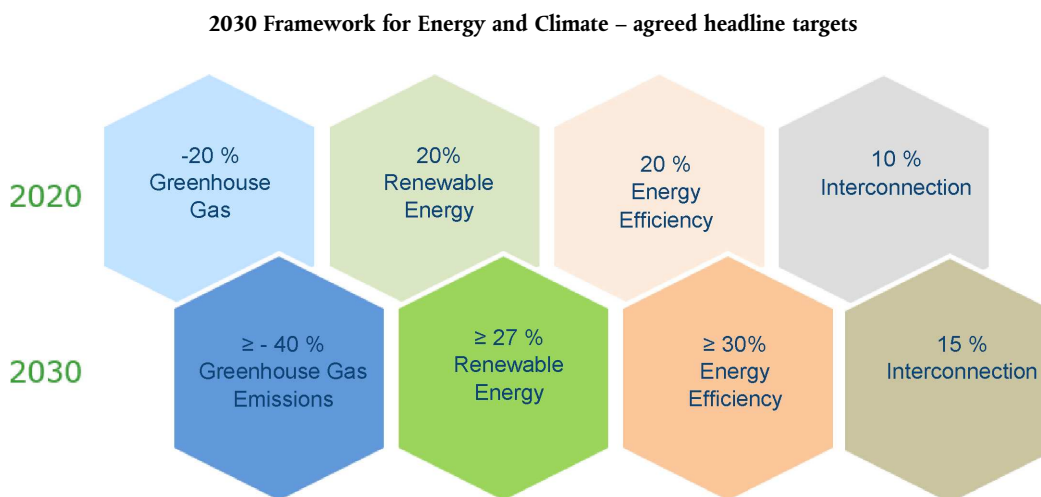 2030 Framework for Energy and Climate – agreed headline targets
2020
-20 %
Greenhouse
Gas
20%
Renewable
Energy
20 %
Energy
Efficiency
10 %
Interconnection
2030
≥ - 40 %
Greenhouse Gas
Emissions
≥ 27 %
Renewable
Energy
≥ 30%
Energy
Efficiency
15 %
Interconnection